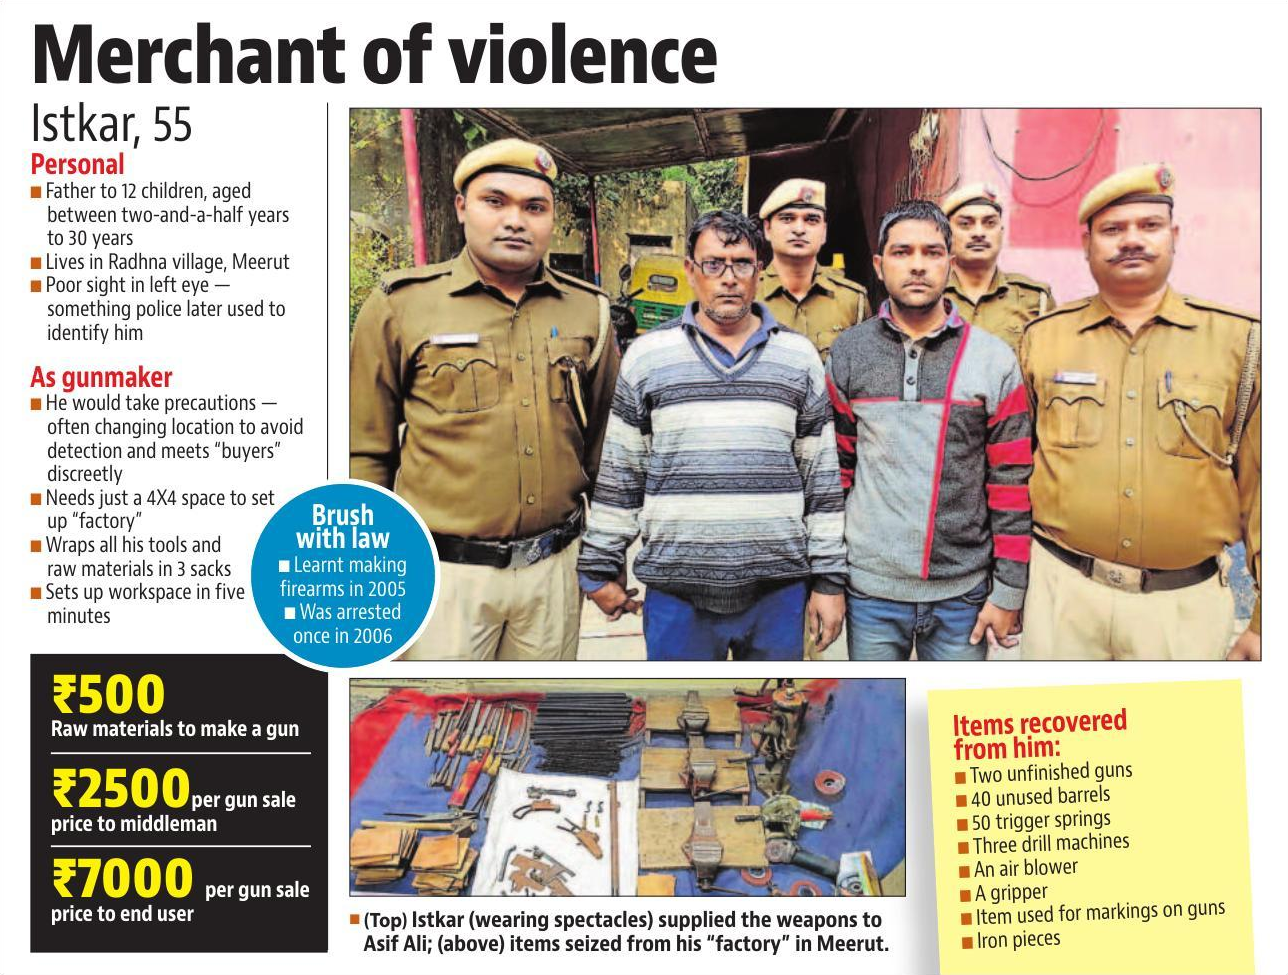 Merchant of violence
Istkar, 55
Personal
■ Father to 12 children, aged
between two-and-a-half years
to 30 years
■ Lives in Radhna village, Meerut
■ Poor sight in left eye —
something police later used to
identify him
As gunmaker
■ He would take precautions —
often changing location to avoid
detection and meets “buyers”
discreetly
■ Needs just a 4X4 space to set
up “factory”
■ Wraps all his tools and
raw materials in 3 sacks
■ Sets up workspace in five
minutes
Brush
with law
■ Learnt making
firearms in 2005
■ Was arrested
once in 2006
₹500
Raw materials to make a gun
₹2500 per gun sale
price to middleman
₹7000 per gun sale
price to end user
■ (Top) Istkar (wearing spectacles) supplied the weapons to
Asif Ali; (above) items seized from his “factory” in Meerut.
Items recovered
from him:
■ Two unfinished guns
■ 40 unused barrels
■ 50 trigger springs
■ Three drill machines
■ An air blower
■ A gripper
■ Item used for markings on guns
■ Iron pieces